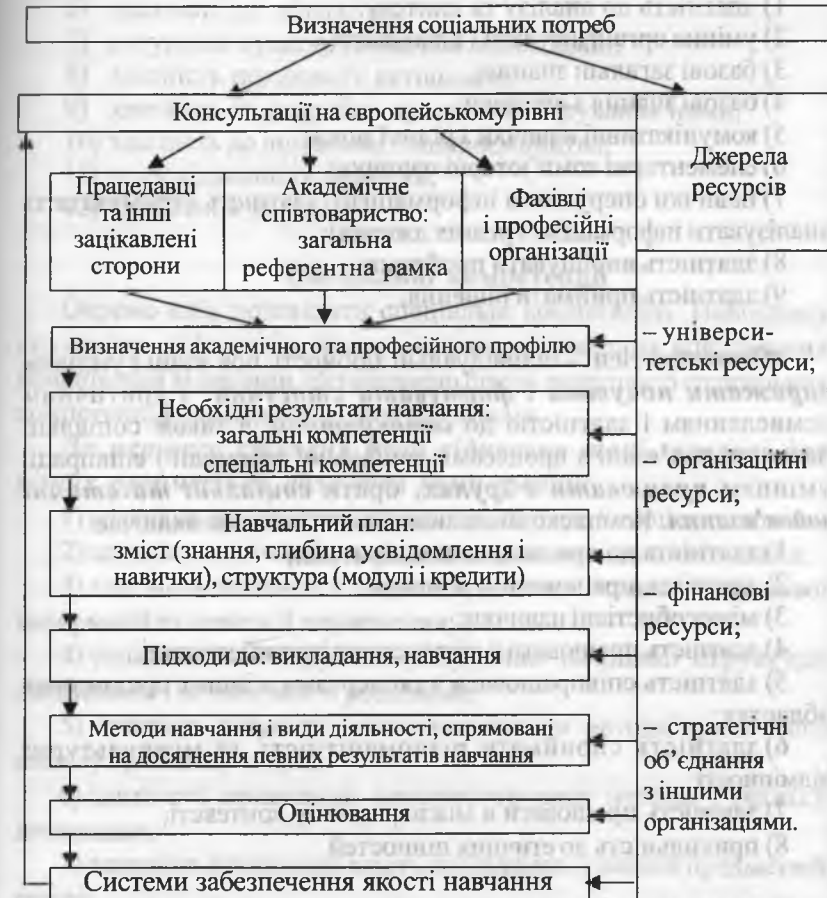 Визначення соціальних потреб
Консультації на європейському рівні
Працедавці
та інші
зацікавлені
сторони
Академічне
співтовариство:
загальна
референтна рамка
Фахівці
і професійні
організації
Джерела
ресурсів
Визначення академічного та професійного профілю
– універси-
тетські ресурси;
Необхідні результати навчання:
загальні компетенції
спеціальні компетенції
– організаційні
ресурси;
Навчальний план:
зміст (знання, глибина усвідомлення і
навички), структура (модулі і кредити)
– фінансові
ресурси;
Підходи до: викладання, навчання
Методи навчання і види діяльності, спрямовані
на досягнення певних результатів навчання
– стратегічні
об’єднання
з іншими
організаціями.
Оцінювання
Системи забезпечення якості навчання